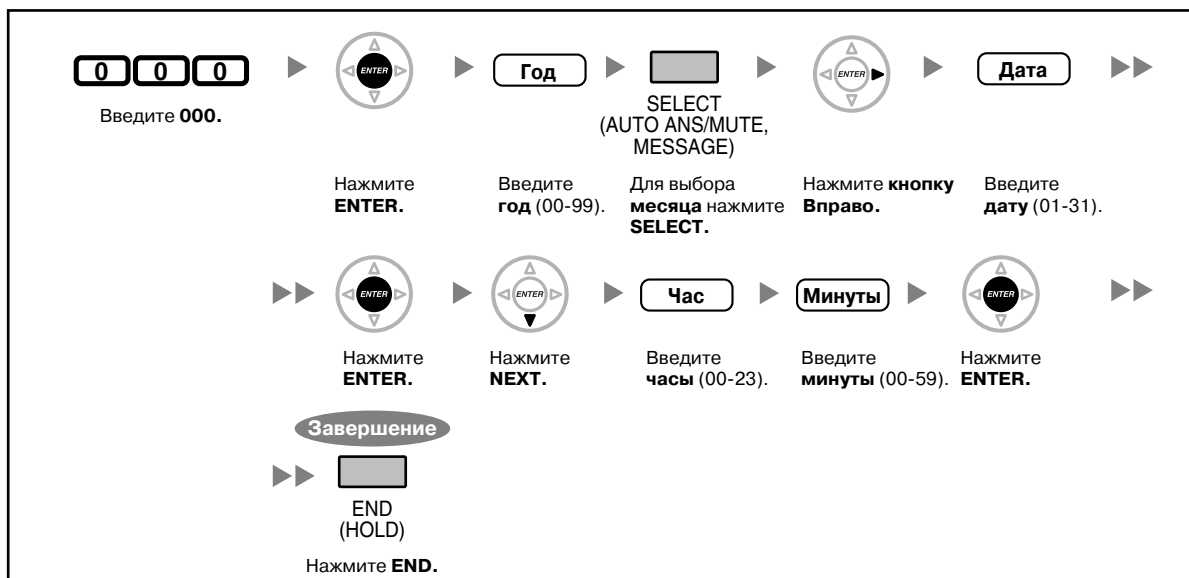 0 0 0
Введите 000.
ENTER
Нажмите
ENTER.
Год
Введите
год (00-99).
SELECT
(AUTO ANS/MUTE,
MESSAGE)
Для выбора
месяца нажмите
SELECT.
ENTER
Нажмите кнопку
Вправо.
Дата
Введите
дату (01-31).
ENTER
Нажмите
ENTER.
ENTER
Нажмите
NEXT.
Час
Введите
часы (00-23).
Минуты
Введите
минуты (00-59).
ENTER
Нажмите
ENTER.
Завершение
END
(HOLD)
Нажмите END.